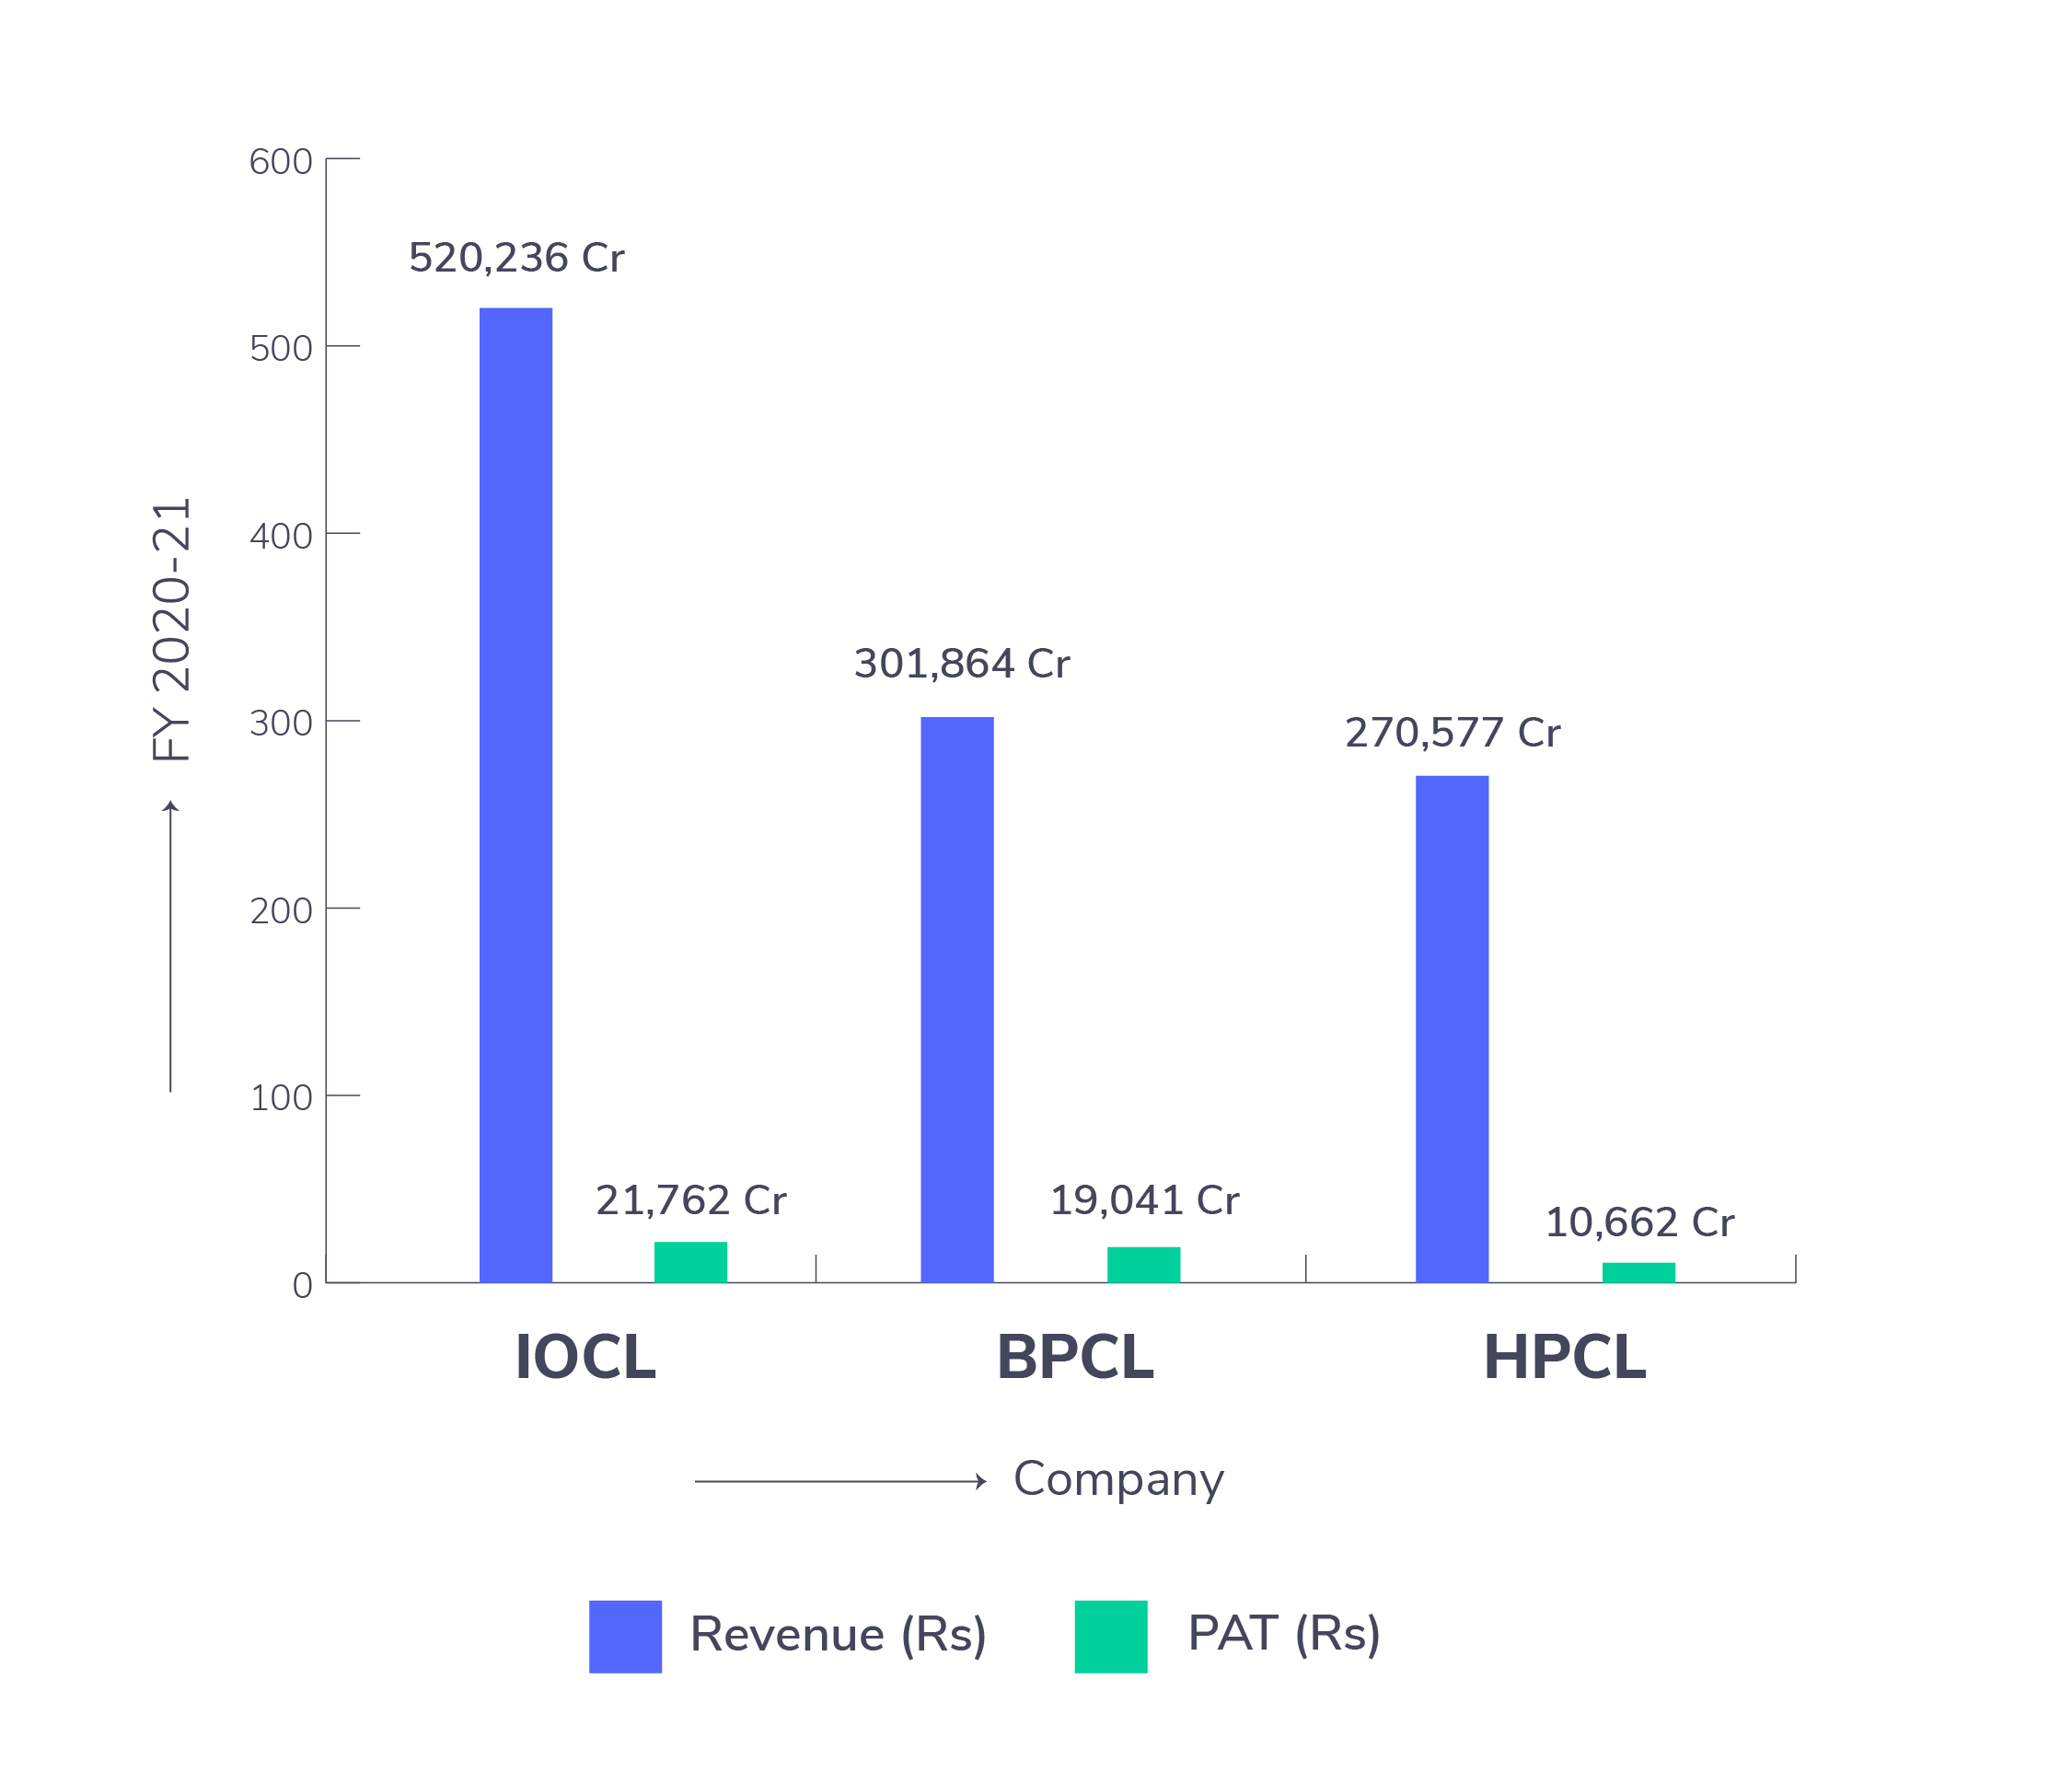 600
520,236 Cr
500
400
FY 2020-21
301,864 Cr
300
270,577 Cr
200
100
21,762 Cr
19,041 Cr
10,662 Cr
0
IOCL
BPCL
HPCL
Company
Revenue (Rs)
PAT (Rs)